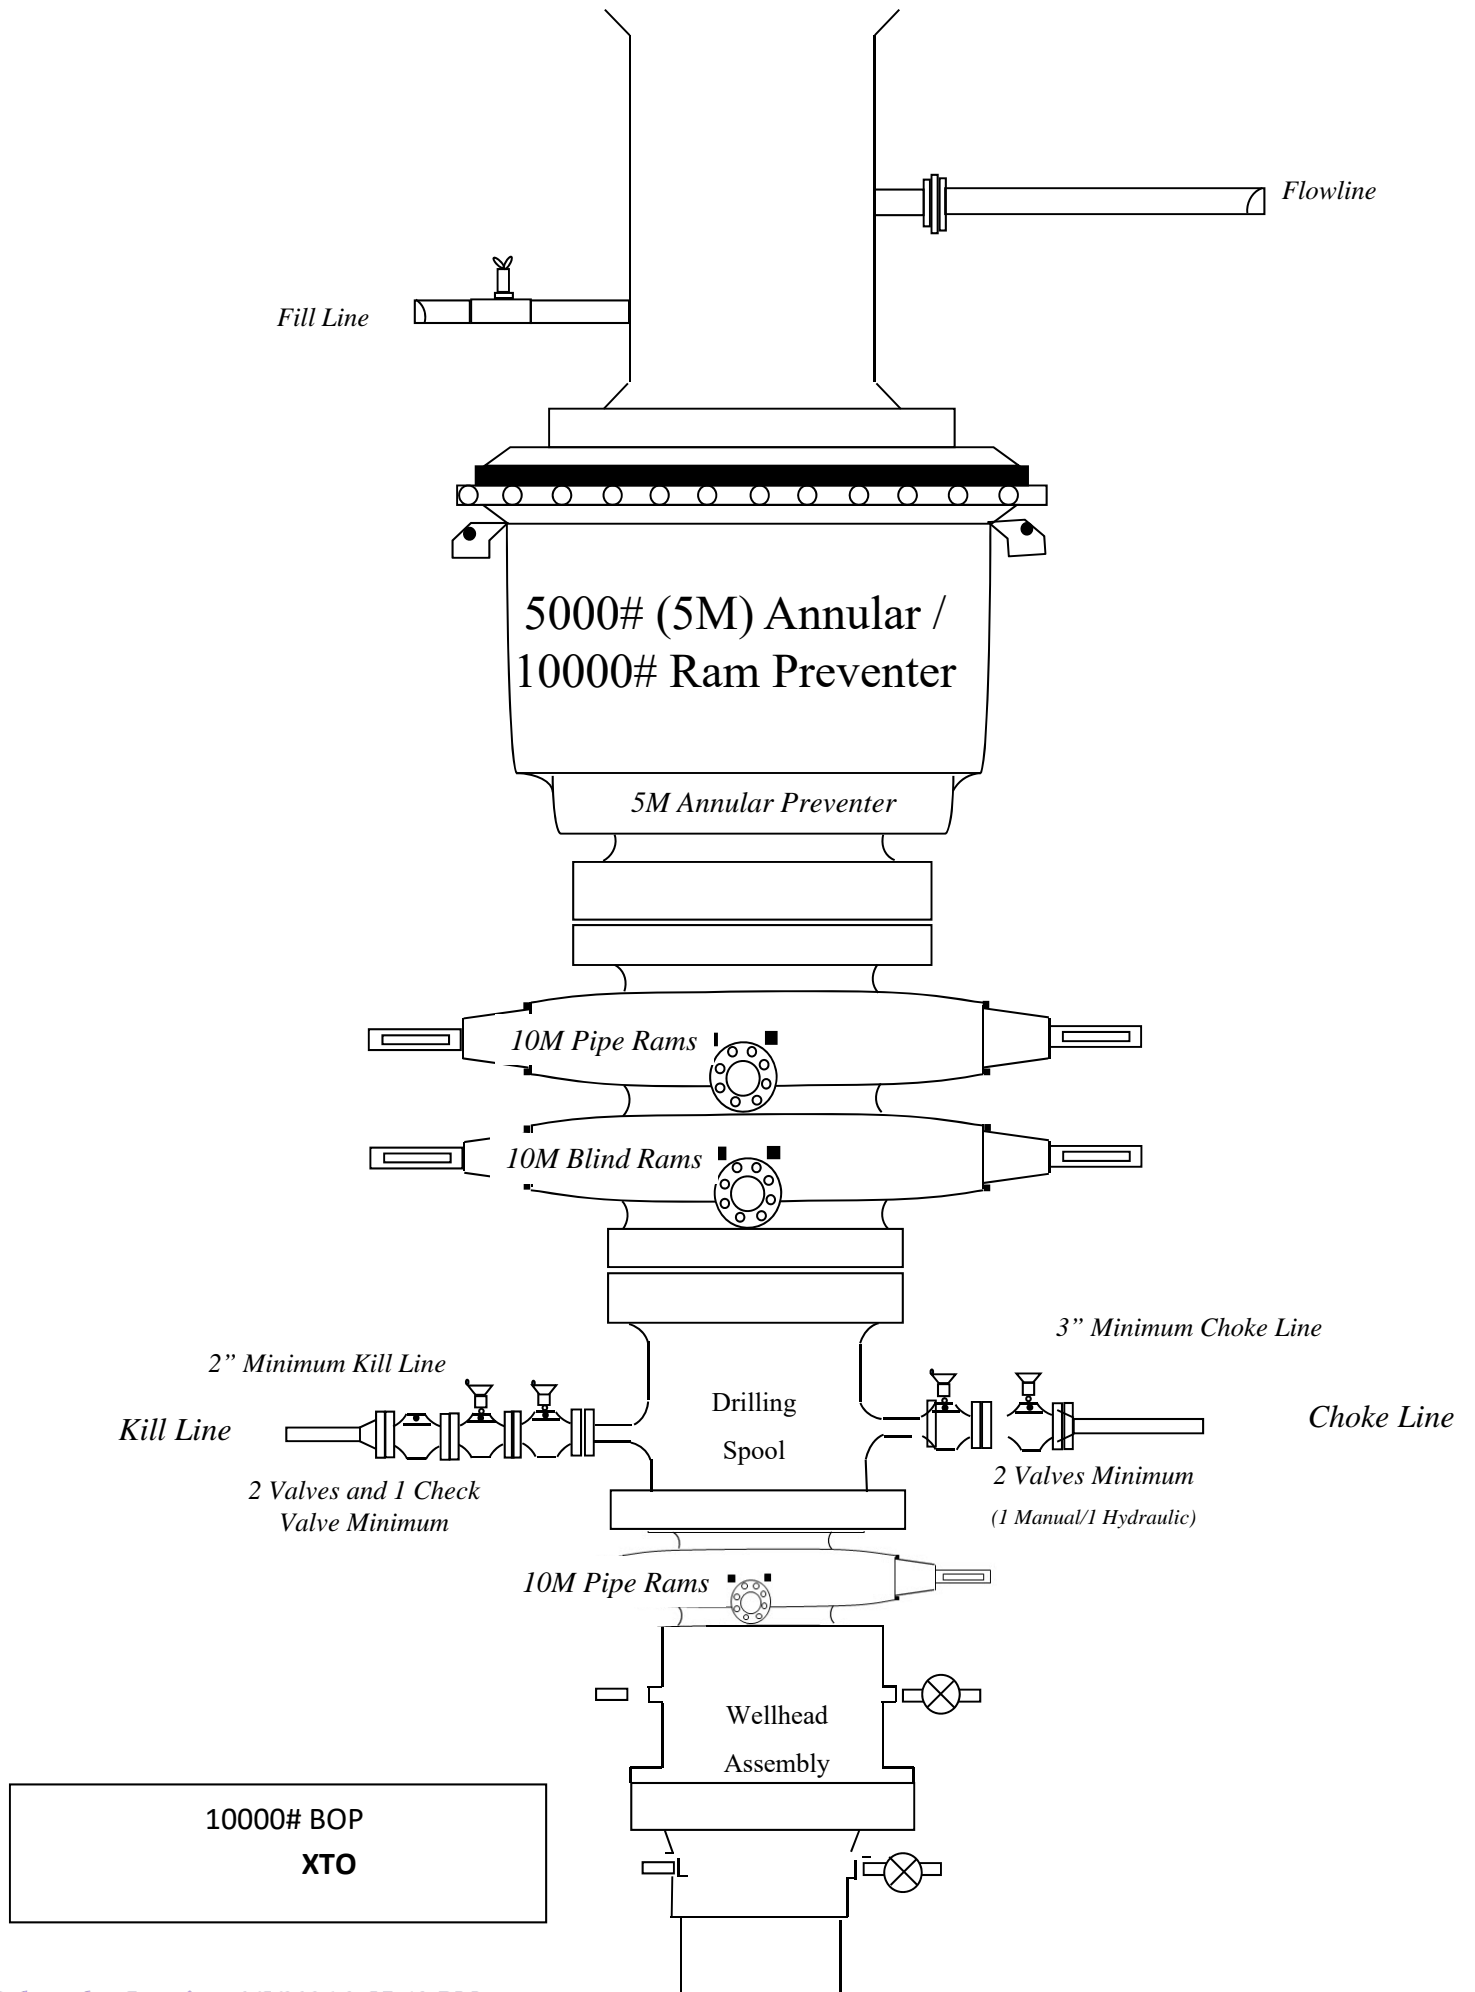 Flowline
Fill Line
5000# (5M) Annular /
10000# Ram Preventer
5M Annular Preventer
10M Pipe Rams
10M Blind Rams
3” Minimum Choke Line
2” Minimum Kill Line
Drilling
Spool
Kill Line
Choke Line
2 Valves and 1 Check
Valve Minimum
2 Valves Minimum
(1 Manual/1 Hydraulic)
10M Pipe Rams
Wellhead
Assembly
10000# BOP
XTO